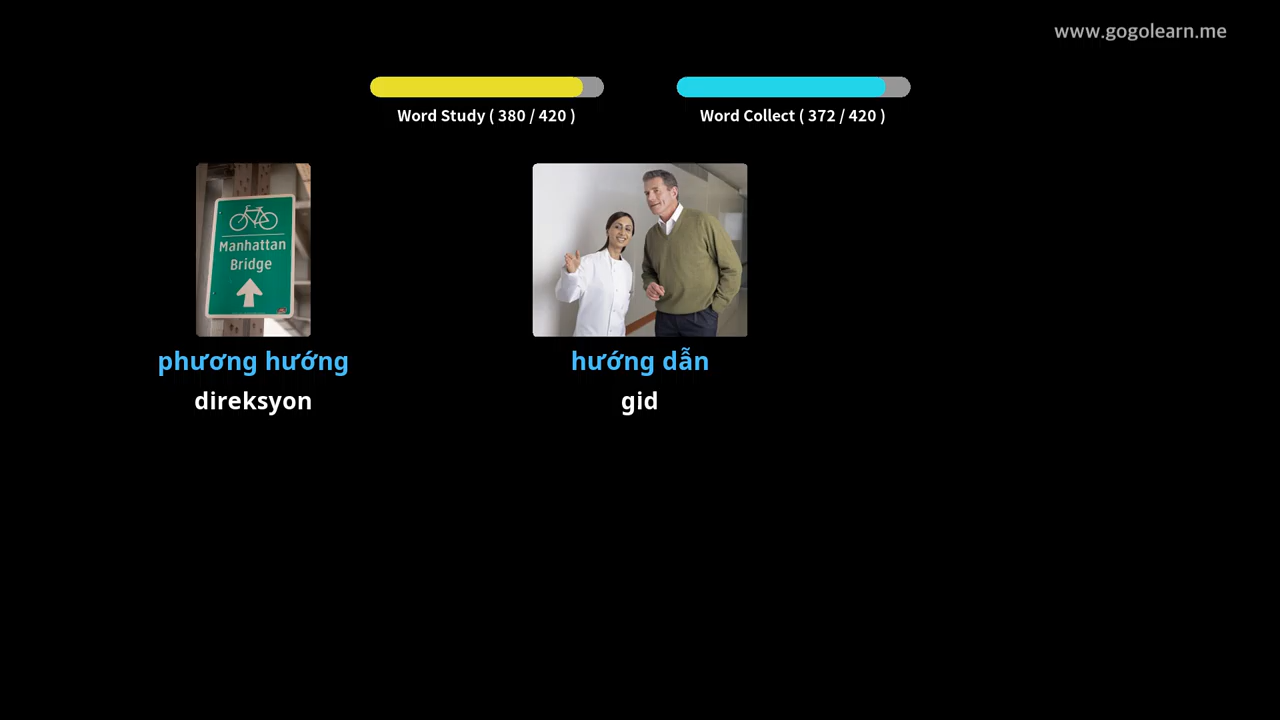 www.gogolearn.me
Word Study ( 380 / 420 )
Word Collect ( 372 / 420 )
Manhattan
Bridge
phương hướng
hướng dẫn
direksyon
gid